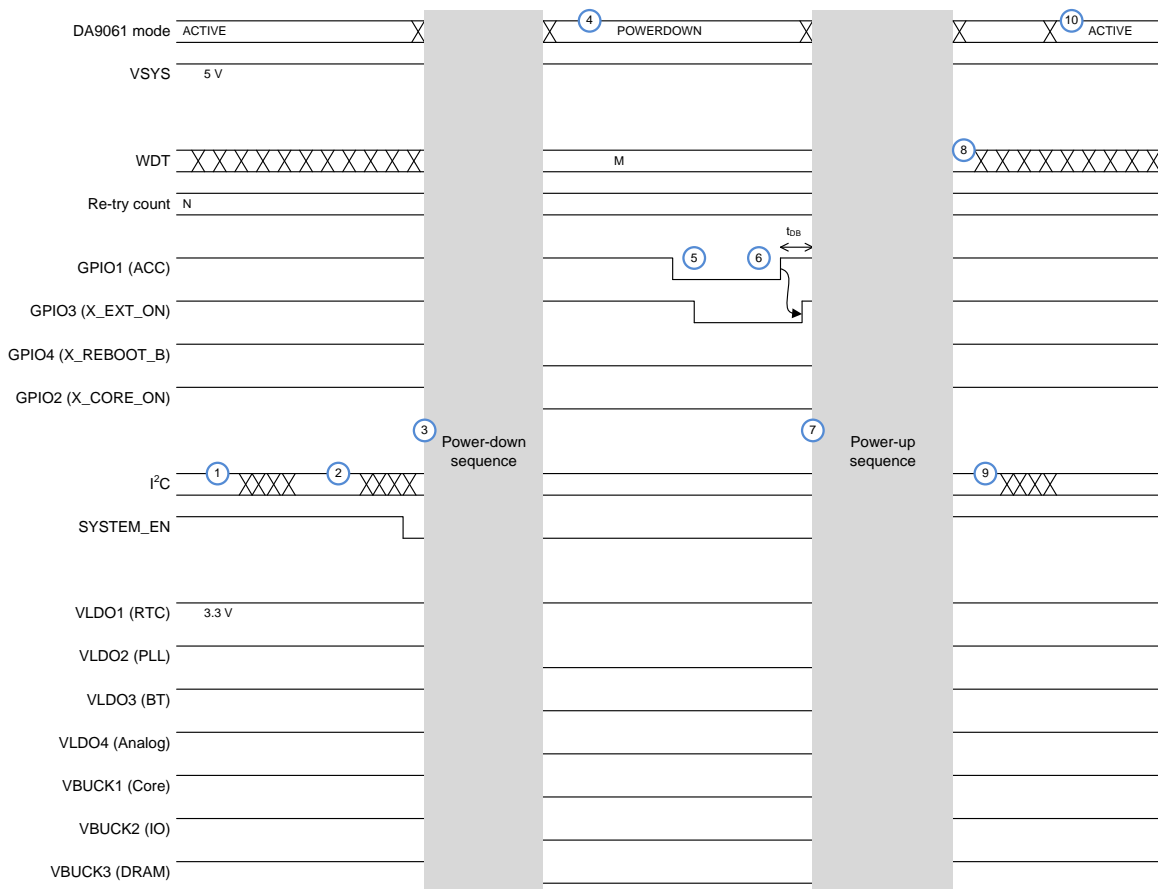 DA9061 mode ACTIVE 4 POWERDOWN 10 ACTIVE
VSYS 5 V
WDT M 8
Re-try count N
tDB
GPIO1 (ACC) 5 6
GPIO3 (X_EXT_ON)
GPIO4 (X_REBOOT_B)
GPIO2 (X_CORE_ON)
3 7
Power-down
sequence
Power-up
sequence
I²C 1 2 9
SYSTEM_EN
VLDO1 (RTC) 3.3 V
VLDO2 (PLL)
VLDO3 (BT)
VLDO4 (Analog)
VBUCK1 (Core)
VBUCK2 (IO)
VBUCK3 (DRAM)